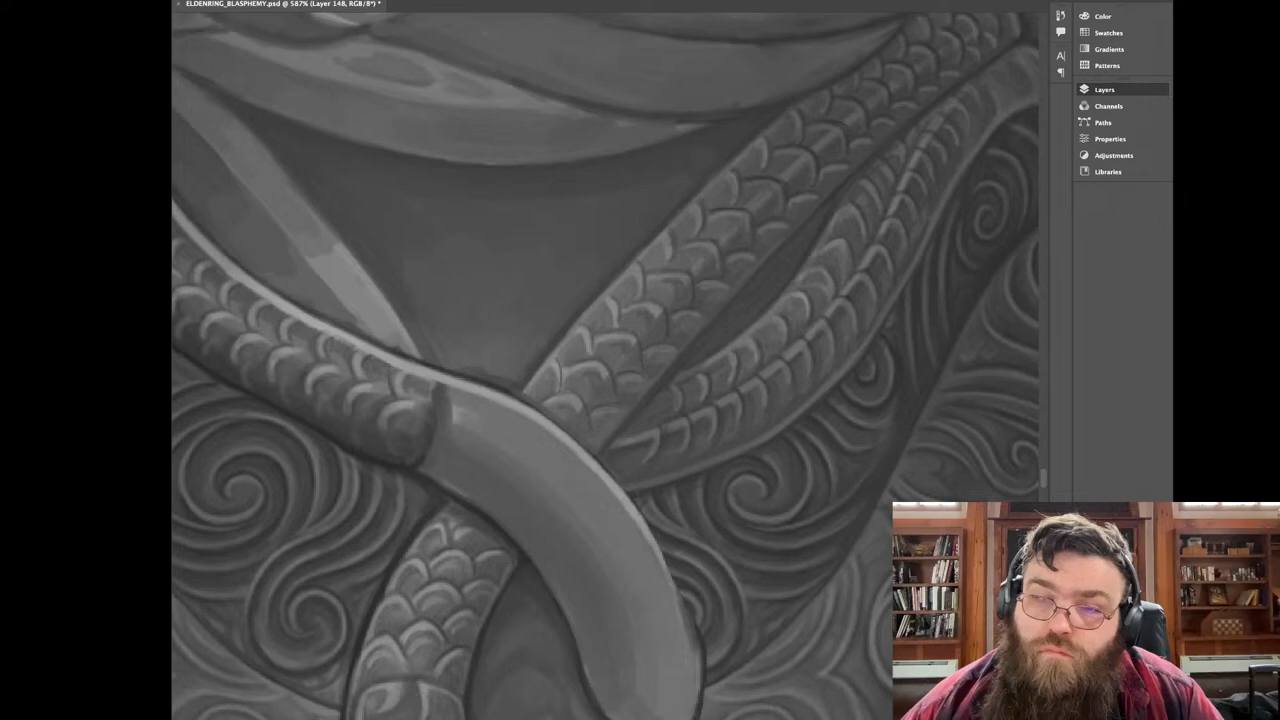 × ELDENRING_BLASPHEMY.psd @ 587% (Layer 148, RGB/8*) *
Color
Swatches
Gradients
Patterns
Layers
Channels
Paths
Properties
Adjustments
Libraries